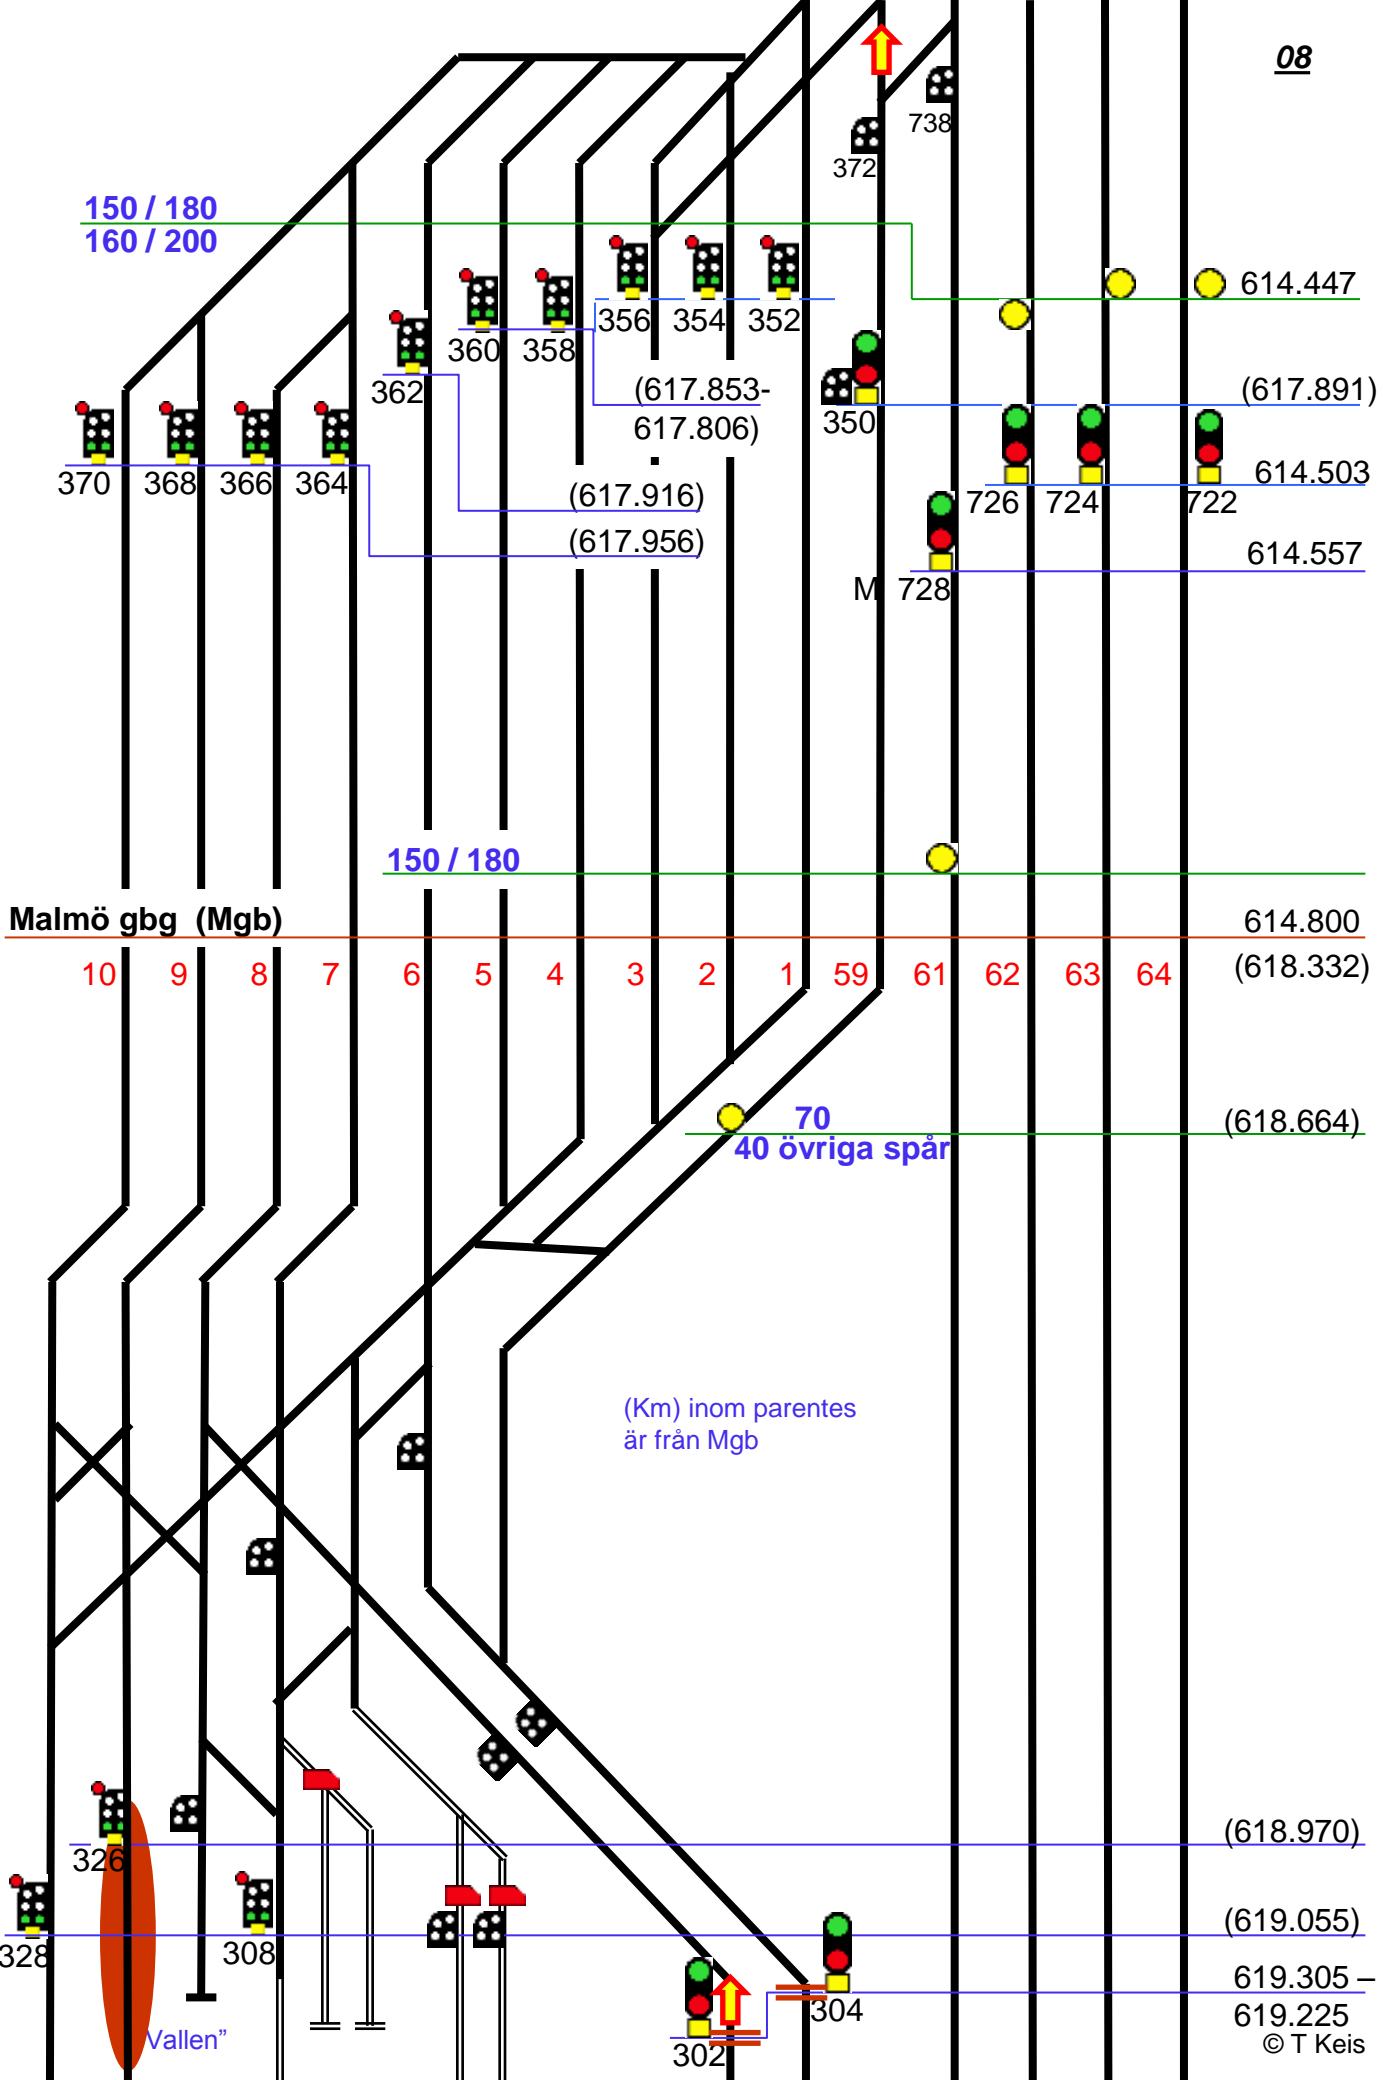 08
738
372
150 / 180
160 / 200
614.447
356 354 352
360 358
362
(617.853-
617.806)
350
(617.891)
370 368 366 364
(617.916)
726 724 722
614.503
(617.956)
614.557
M 728
150 / 180
Malmö gbg (Mgb)
614.800
10 9 8 7 6 5 4 3 2 1 59 61 62 63 64
(618.332)
70
40 övriga spår
(618.664)
(Km) inom parentes
är från Mgb
326
(618.970)
328
308
(619.055)
619.305 –
304
619.225
Vallen”
302
© T Keis